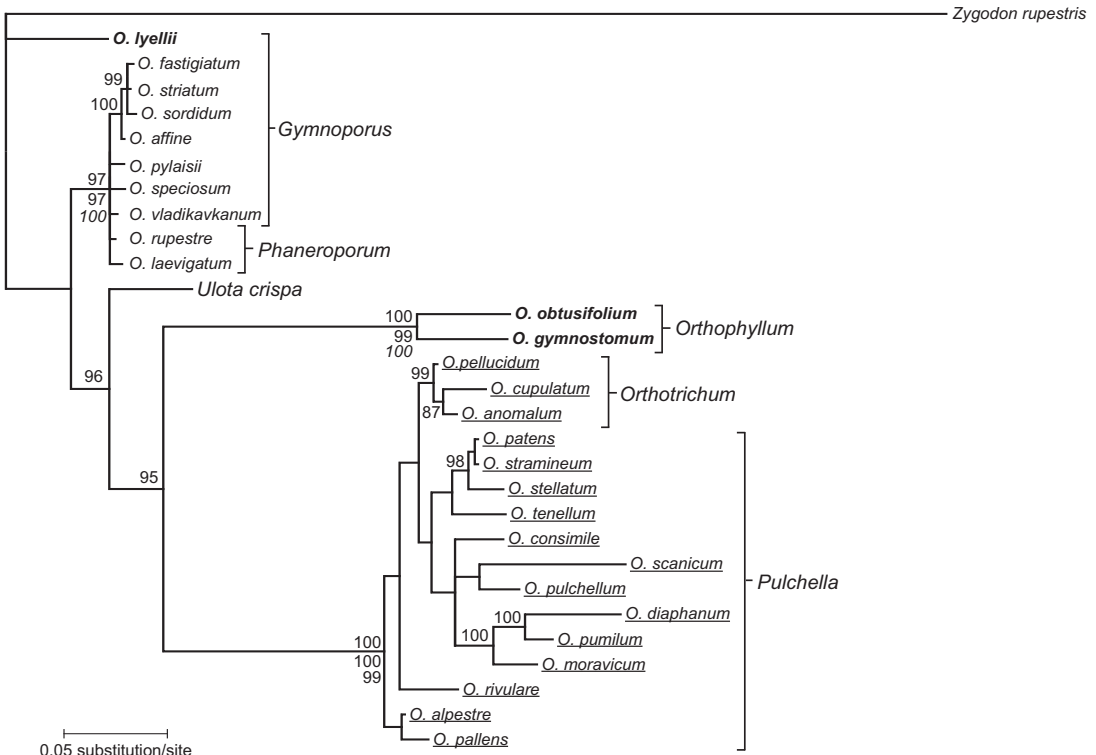 Zygodon rupestris
O. lyellii
O. fastigiatum
99
O. striatum
100
O. sordidum
Gymnoporus
O. affine
O. pylaisii
97
O. speciosum
97
100
O. vladikavkanum
O. rupestre
Phaneroporum
O. laevigatum
Ulota crispa
100
O. obtusifolium
Orthophyllum
99
O. gymnostomum
100
O.pellucidum
99
O. cupulatum
Orthotrichum
87
O. anomalum
96
O. patens
98
O. stramineum
95
O. stellatum
O. tenellum
O. consimile
O. scanicum
Pulchella
O. pulchellum
100
O. diaphanum
100
O. pumilum
100
100
99
O. moravicum
O. rivulare
O. alpestre
O. pallens
0.05 substitution/site